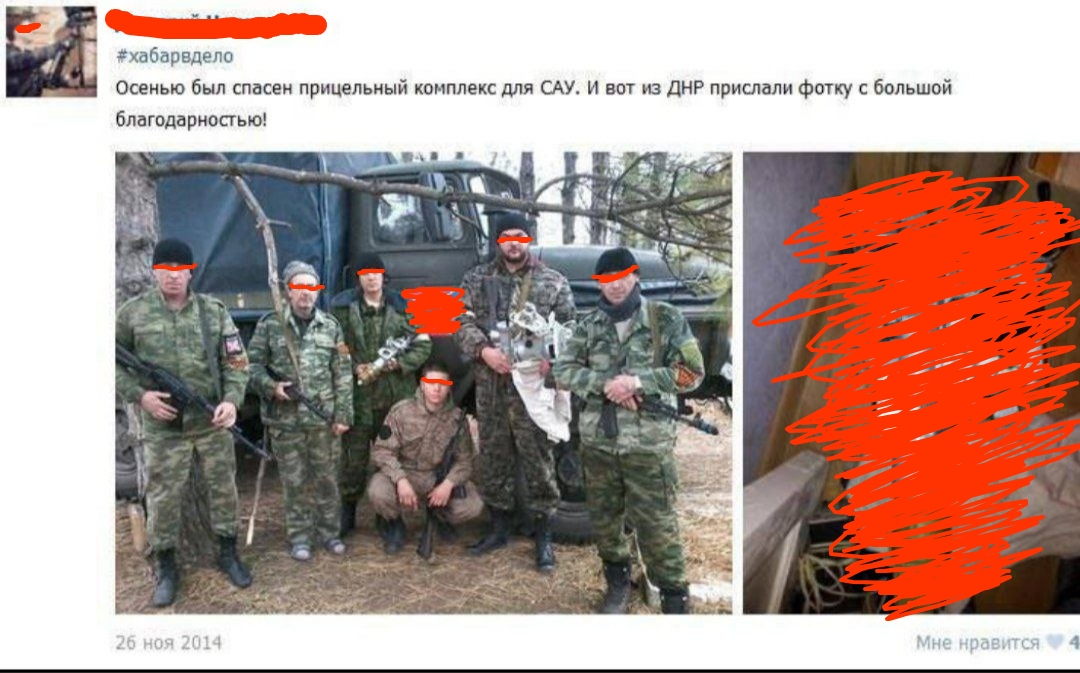 #хабарвдело
Осенью был спасен прицельный комплекс для САУ. И вот из ДНР прислали фотку с большой
благодарностью!
26 ноя 2014
Мне нравится 4